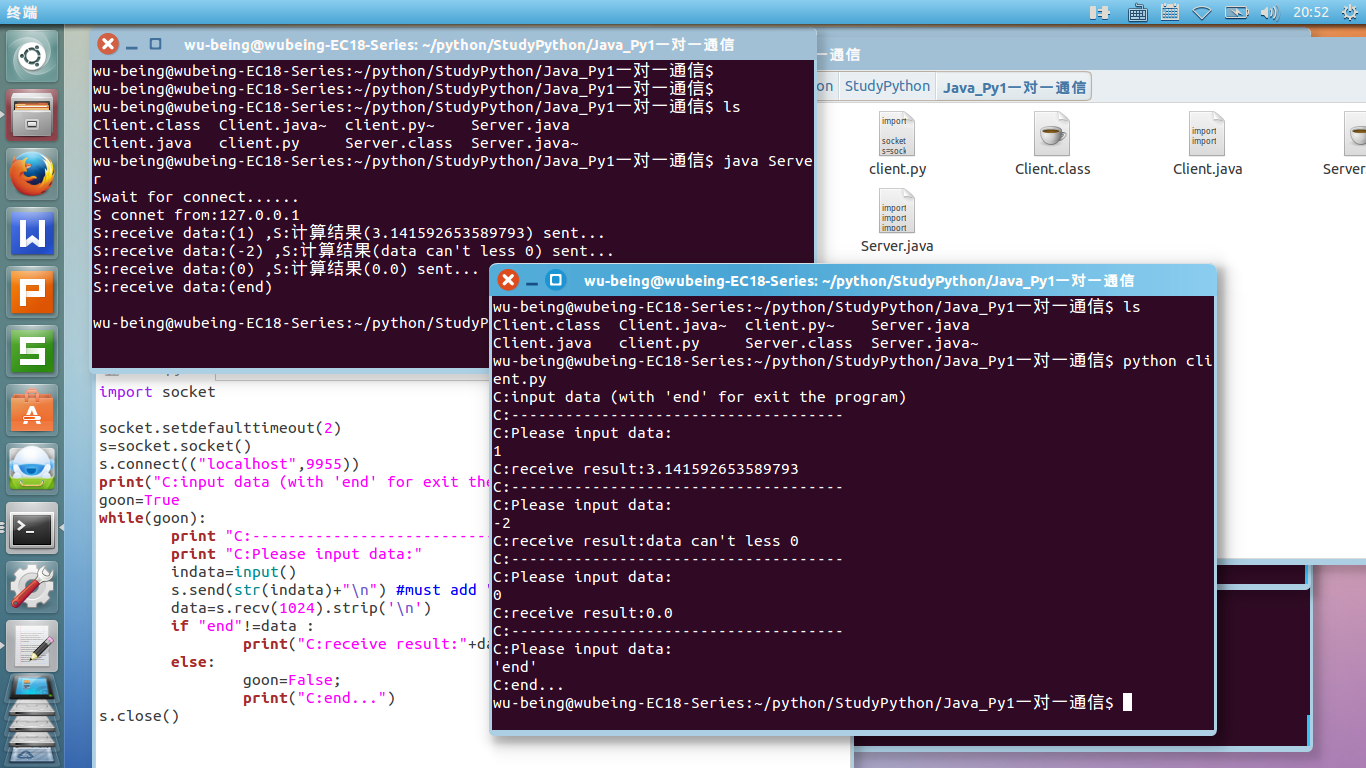 终端
20:52
wu-being@wubeing-EC18-Series: ~/python/StudyPython/Java_Py1一对一通信
wu-being@wubeing-EC18-Series:~/python/StudyPython/Java_Py1一对一通信$
wu-being@wubeing-EC18-Series:~/python/StudyPython/Java_Py1一对一通信$
wu-being@wubeing-EC18-Series:~/python/StudyPython/Java_Py1一对一通信$ ls
Client.class  Client.java~  client.py~    Server.java
Client.java   client.py     Server.class  Server.java~
wu-being@wubeing-EC18-Series:~/python/StudyPython/Java_Py1一对一通信$ java Serve
r
Swait for connect......
S connet from:127.0.0.1
S:receive data:(1) ,S:计算结果(3.141592653589793) sent...
S:receive data:(-2) ,S:计算结果(data can't less 0) sent...
S:receive data:(0) ,S:计算结果(0.0) sent...
S:receive data:(end)
wu-being@wubeing-EC18-Series:~/python/StudyP
一通信
on StudyPython Java_Py1一对一通信
import
socket
s=sock
client.py
Client.class
import
import
Client.java
Server
import
import
import
Server.java
import socket
socket.setdefaulttimeout(2)
s=socket.socket()
s.connect(("localhost",9955))
print("C:input data (with 'end' for exit the
goon=True
while(goon):
print "C:---------------------------
print "C:Please input data:"
indata=input()
s.send(str(indata)+"\n") #must add "
data=s.recv(1024).strip('\n')
if "end"!=data :
print("C:receive result:"+da
else:
goon=False;
print("C:end...")
s.close()
wu-being@wubeing-EC18-Series: ~/python/StudyPython/Java_Py1一对一通信
wu-being@wubeing-EC18-Series:~/python/StudyPython/Java_Py1一对一通信$ ls
Client.class  Client.java~  client.py~    Server.java
Client.java   client.py     Server.class  Server.java~
wu-being@wubeing-EC18-Series:~/python/StudyPython/Java_Py1一对一通信$ python cli
ent.py
C:input data (with 'end' for exit the program)
C:-------------------------------------
C:Please input data:
1
C:receive result:3.141592653589793
C:-------------------------------------
C:Please input data:
-2
C:receive result:data can't less 0
C:-------------------------------------
C:Please input data:
0
C:receive result:0.0
C:-------------------------------------
C:Please input data:
'end'
C:end...
wu-being@wubeing-EC18-Series:~/python/StudyPython/Java_Py1一对一通信$